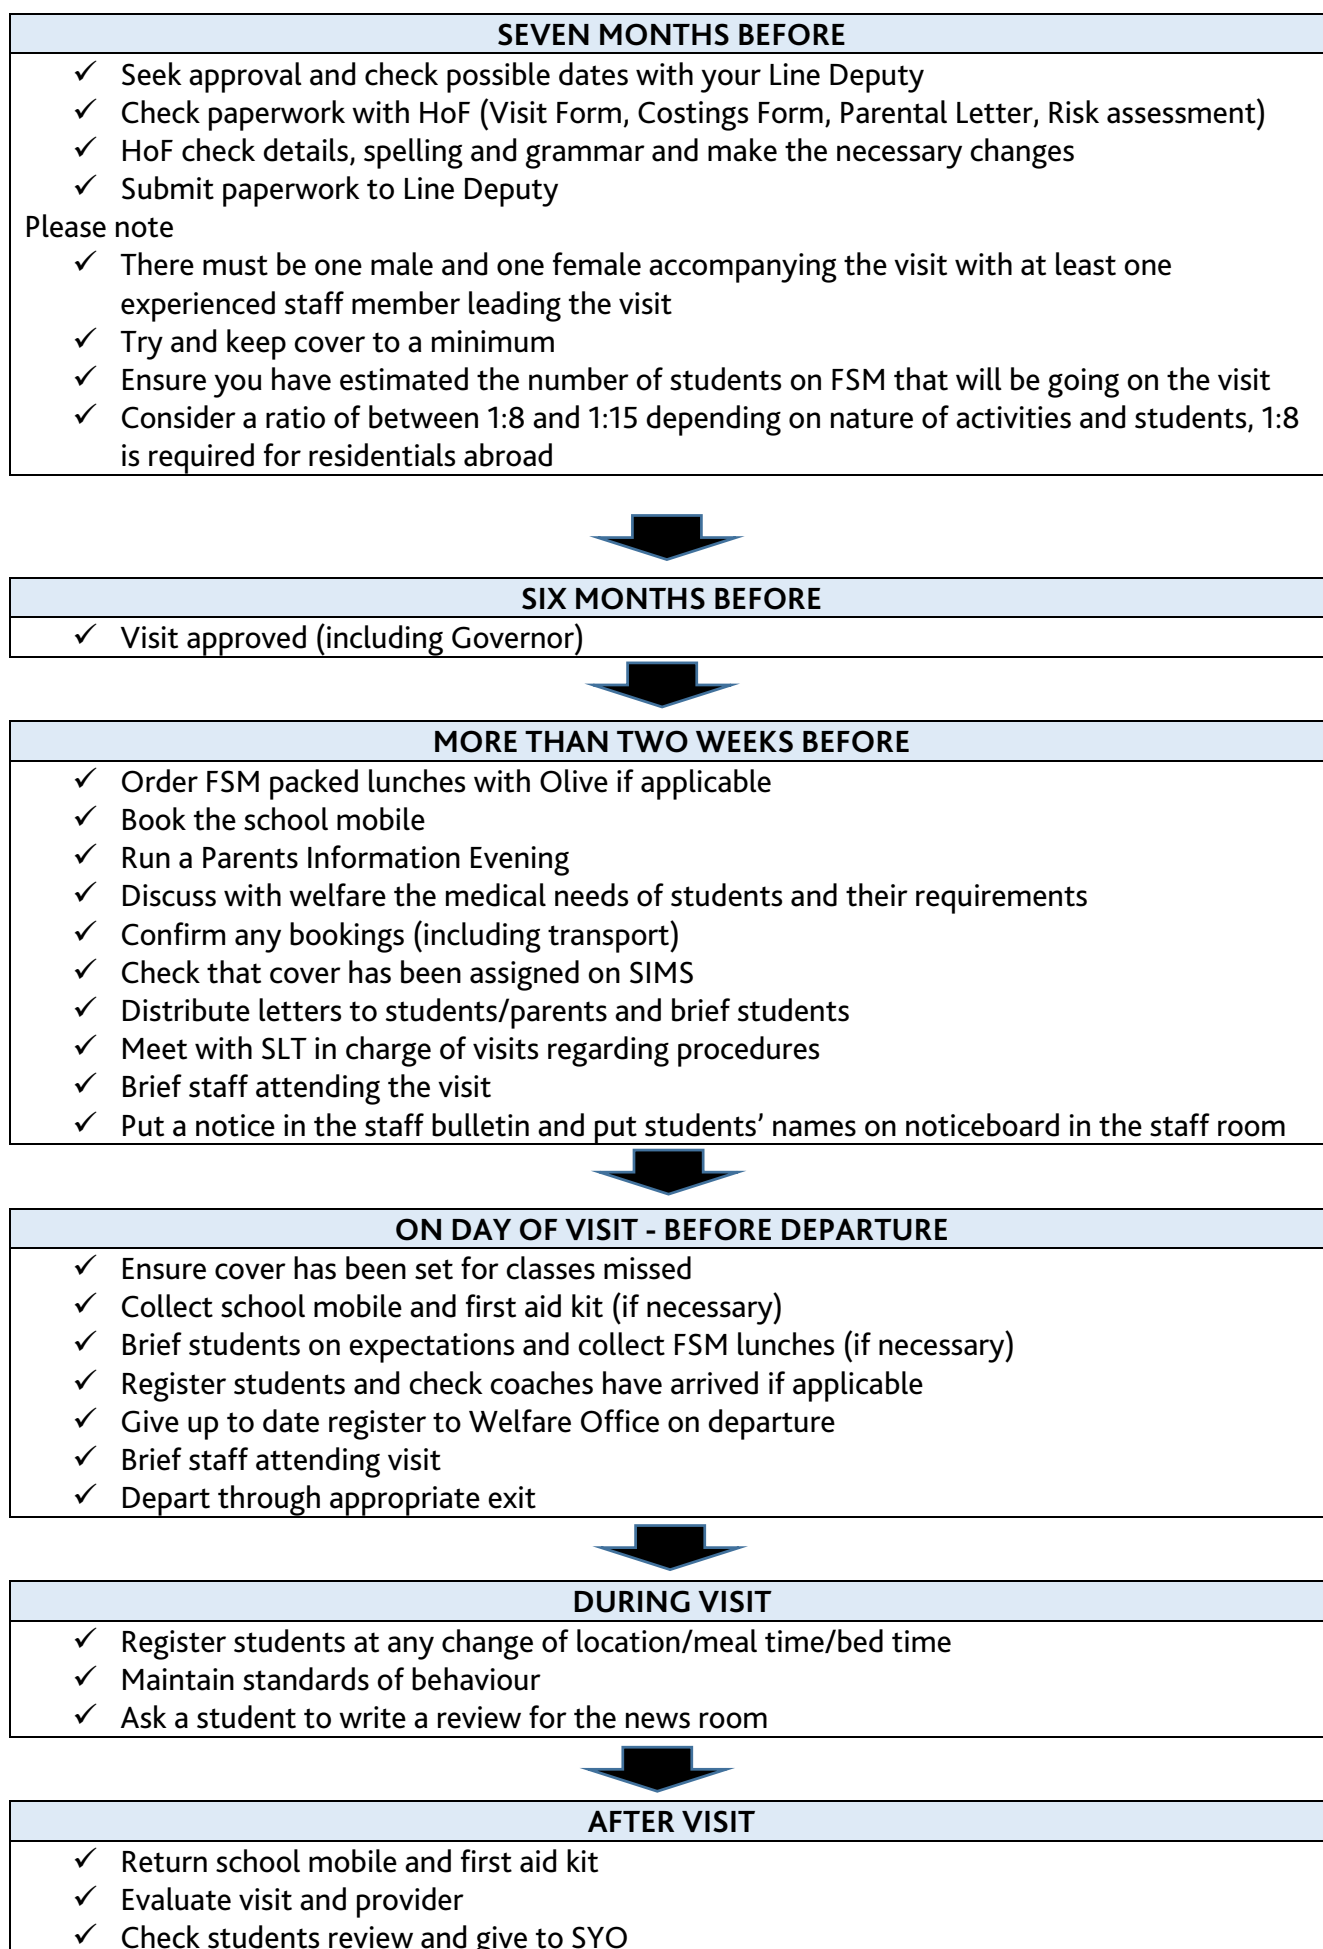 SEVEN MONTHS BEFORE
✓ Seek approval and check possible dates with your Line Deputy
✓ Check paperwork with HoF (Visit Form, Costings Form, Parental Letter, Risk assessment)
✓ HoF check details, spelling and grammar and make the necessary changes
✓ Submit paperwork to Line Deputy
Please note
✓ There must be one male and one female accompanying the visit with at least one
experienced staff member leading the visit
✓ Try and keep cover to a minimum
✓ Ensure you have estimated the number of students on FSM that will be going on the visit
✓ Consider a ratio of between 1:8 and 1:15 depending on nature of activities and students, 1:8
is required for residentials abroad
SIX MONTHS BEFORE
✓ Visit approved (including Governor)
MORE THAN TWO WEEKS BEFORE
✓ Order FSM packed lunches with Olive if applicable
✓ Book the school mobile
✓ Run a Parents Information Evening
✓ Discuss with welfare the medical needs of students and their requirements
✓ Confirm any bookings (including transport)
✓ Check that cover has been assigned on SIMS
✓ Distribute letters to students/parents and brief students
✓ Meet with SLT in charge of visits regarding procedures
✓ Brief staff attending the visit
✓ Put a notice in the staff bulletin and put students’ names on noticeboard in the staff room
ON DAY OF VISIT - BEFORE DEPARTURE
✓ Ensure cover has been set for classes missed
✓ Collect school mobile and first aid kit (if necessary)
✓ Brief students on expectations and collect FSM lunches (if necessary)
✓ Register students and check coaches have arrived if applicable
✓ Give up to date register to Welfare Office on departure
✓ Brief staff attending visit
✓ Depart through appropriate exit
DURING VISIT
✓ Register students at any change of location/meal time/bed time
✓ Maintain standards of behaviour
✓ Ask a student to write a review for the news room
AFTER VISIT
✓ Return school mobile and first aid kit
✓ Evaluate visit and provider
✓ Check students review and give to SYO